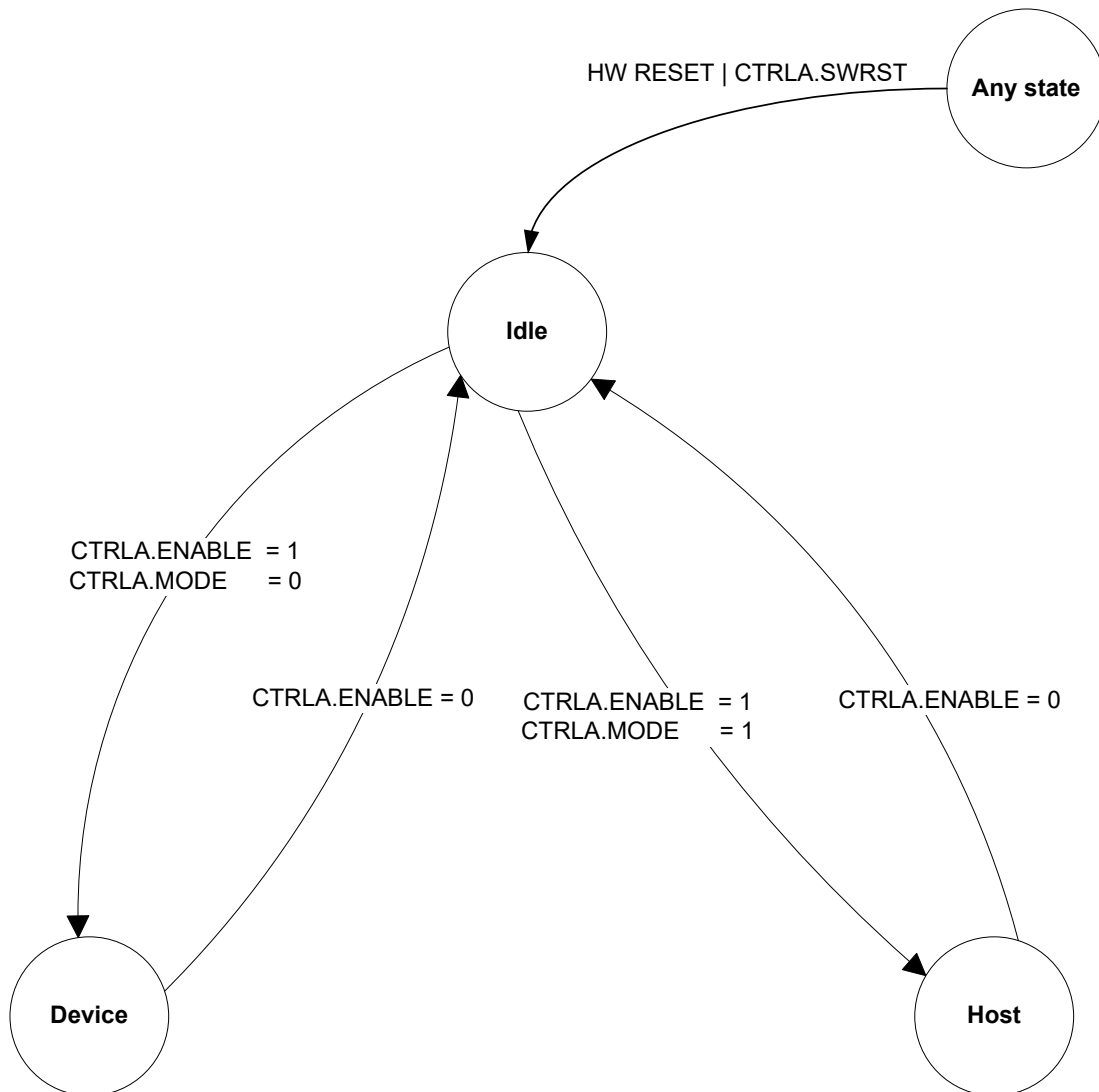 HW RESET | CTRLA.SWRST
Any state
Idle
CTRLA.ENABLE = 1
CTRLA.MODE = 0
CTRLA.ENABLE = 0
CTRLA.ENABLE = 1
CTRLA.MODE = 1
CTRLA.ENABLE = 0
Device
Host